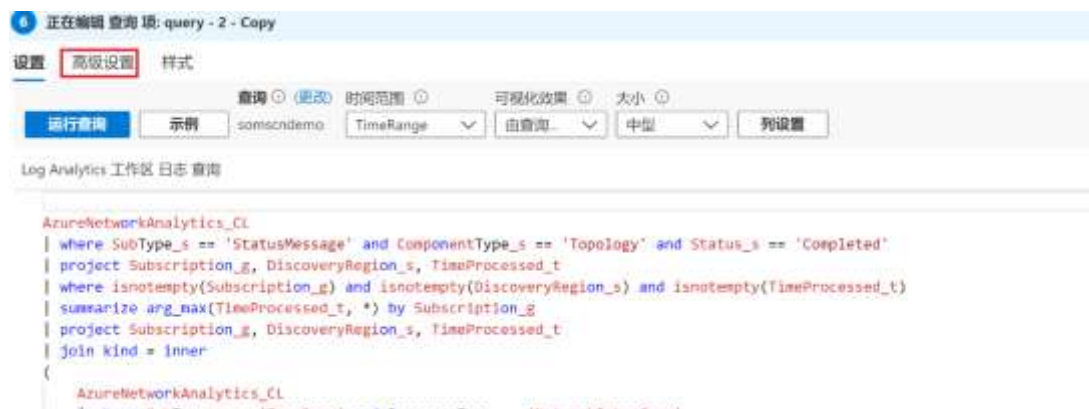 6 正在编辑 查询 项: query - 2 - Copy
设置 高级设置 样式
查询 (更改) 时间范围 可视化效果 大小
运行查询 示例 somscndemo TimeRange 由查询... 中型 列设置
Log Analytics 工作区 日志 查询
AzureNetworkAnalytics_CL
| where SubType_s == 'StatusMessage' and ComponentType_s == 'Topology' and Status_s == 'Completed'
| project Subscription_g, DiscoveryRegion_s, TimeProcessed_t
| where isnotempty(Subscription_g) and isnotempty(DiscoveryRegion_s) and isnotempty(TimeProcessed_t)
| summarize arg_max(TimeProcessed_t, *) by Subscription_g
| project Subscription_g, DiscoveryRegion_s, TimeProcessed_t
| join kind = inner
(
AzureNetworkAnalytics_CL